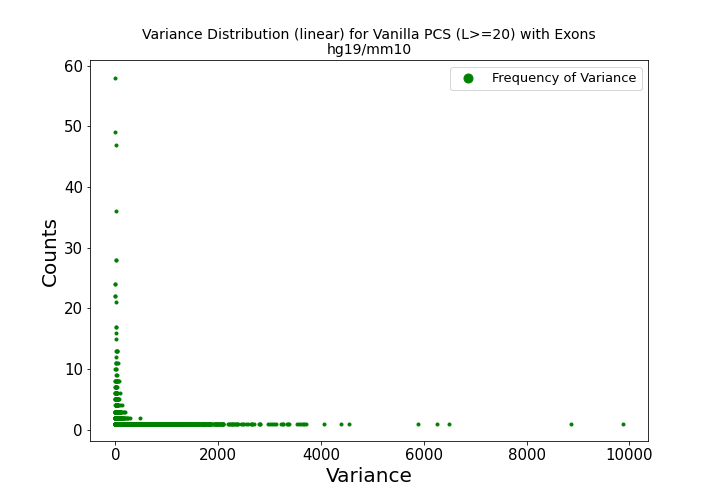 Variance Distribution (linear) for Vanilla PCS (L>=20) with Exons
hg19/mm10
Frequency of Variance
60
50
40
30
20
10
0
Counts
0 2000 4000 6000 8000 10000
Variance